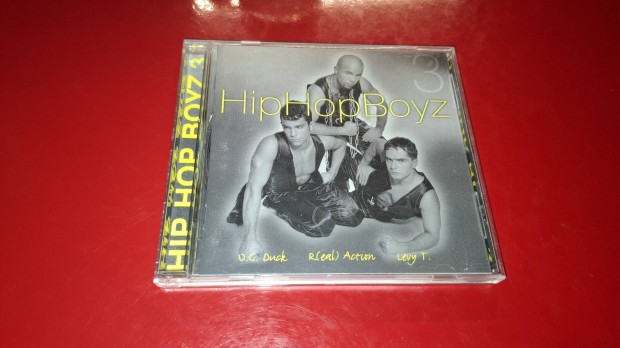 HIP HOP BOYZ 3
3
HipHopBoyz
D.G. Duck R(eal) Action Levy T.